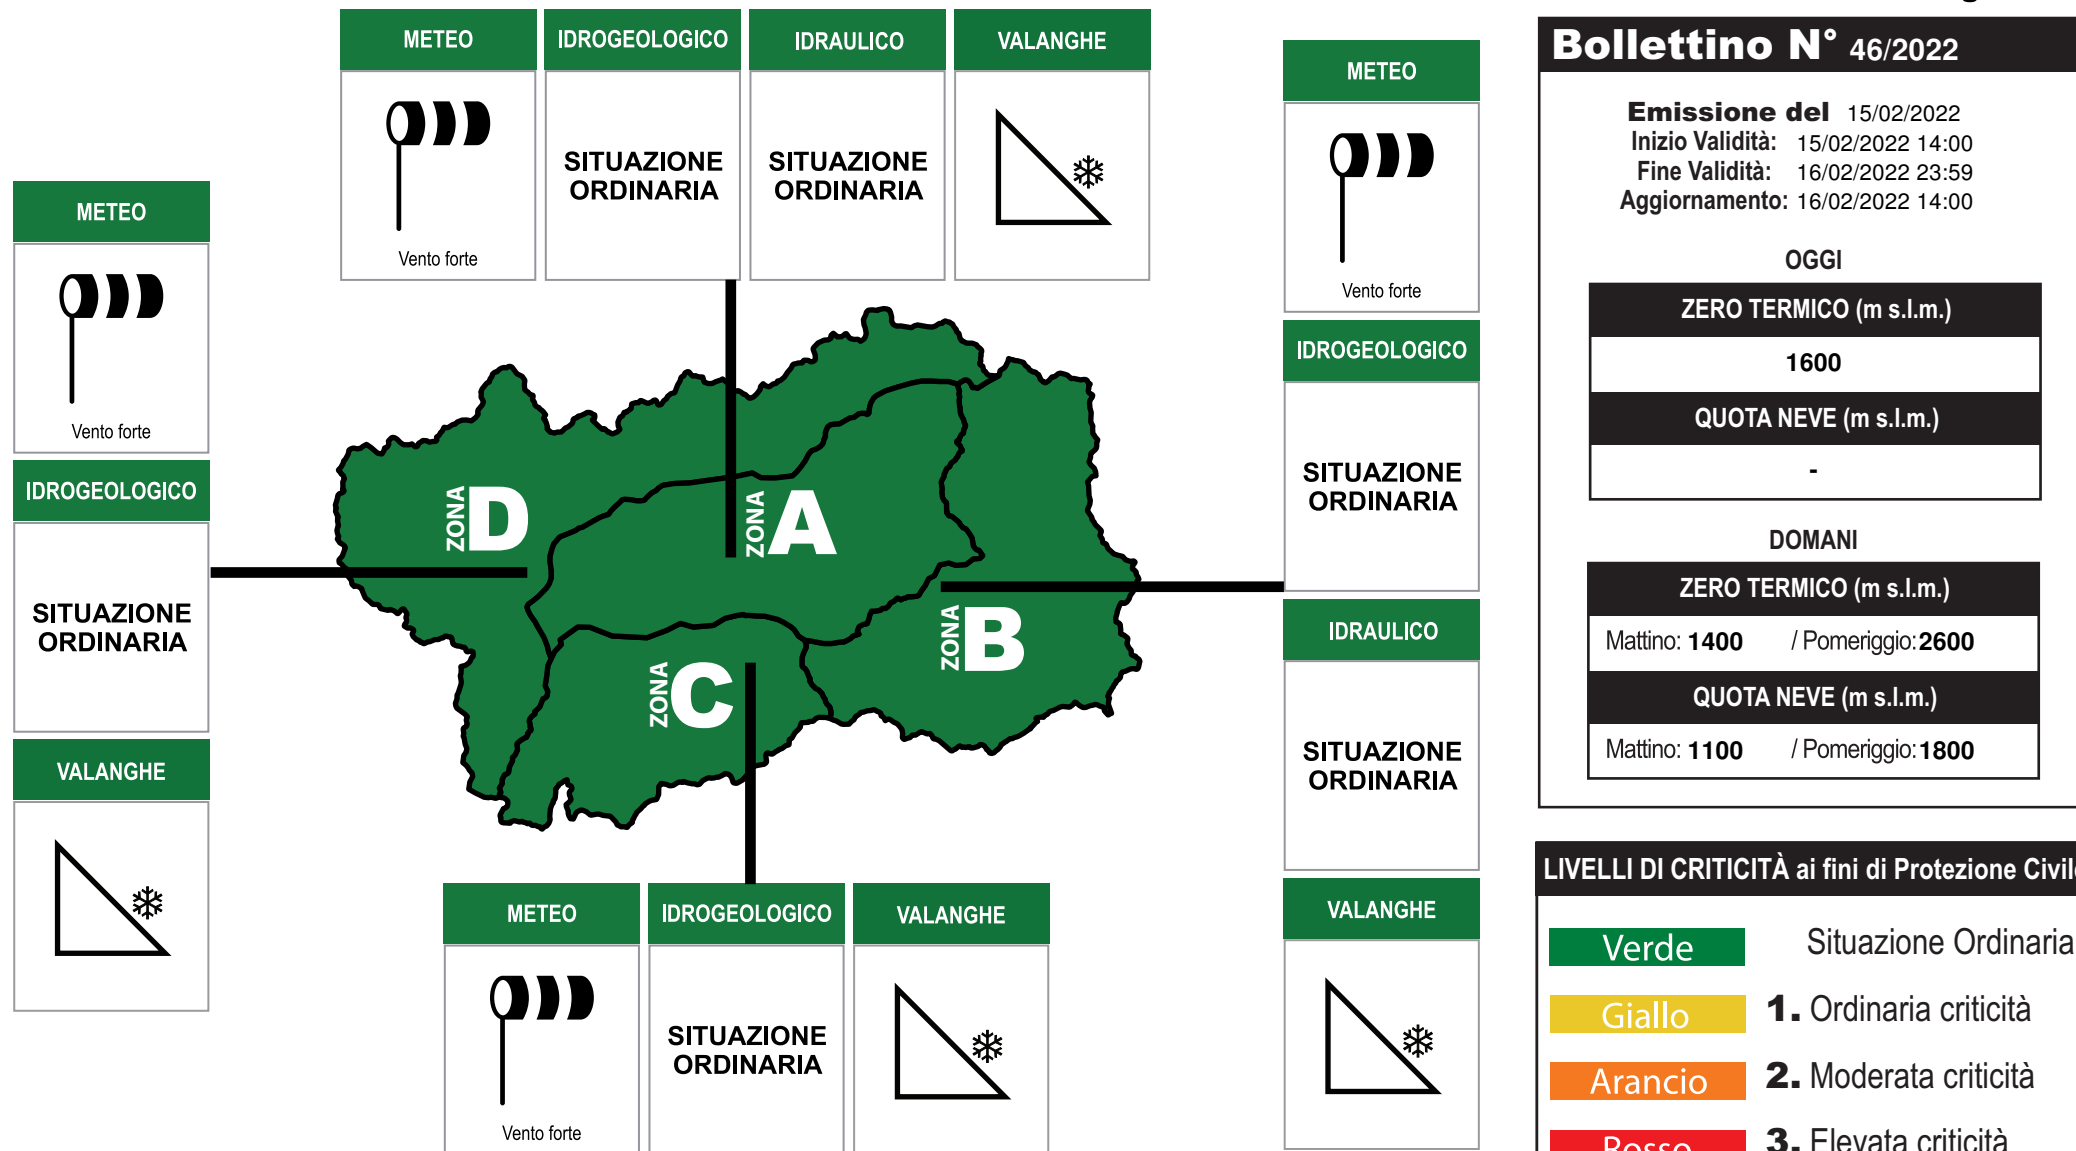 METEO
IDROGEOLOGICO
IDRAULICO
VALANGHE
Vento forte
SITUAZIONE
ORDINARIA
SITUAZIONE
ORDINARIA
METEO
Vento forte
IDROGEOLOGICO
SITUAZIONE
ORDINARIA
VALANGHE
METEO
Vento forte
IDROGEOLOGICO
SITUAZIONE
ORDINARIA
IDRAULICO
SITUAZIONE
ORDINARIA
VALANGHE
ZONA D
ZONA A
ZONA B
ZONA C
METEO
IDROGEOLOGICO
VALANGHE
Vento forte
SITUAZIONE
ORDINARIA
Bollettino N° 46/2022
Emissione del 15/02/2022
Inizio Validità: 15/02/2022 14:00
Fine Validità: 16/02/2022 23:59
Aggiornamento: 16/02/2022 14:00
OGGI
ZERO TERMICO (m s.l.m.)
1600
QUOTA NEVE (m s.l.m.)
-
DOMANI
ZERO TERMICO (m s.l.m.)
Mattino: 1400 / Pomeriggio: 2600
QUOTA NEVE (m s.l.m.)
Mattino: 1100 / Pomeriggio: 1800
LIVELLI DI CRITICITÀ ai fini di Protezione Civile
Verde Situazione Ordinaria
Giallo 1. Ordinaria criticità
Arancio 2. Moderata criticità
Rosso 3. Elevata criticità